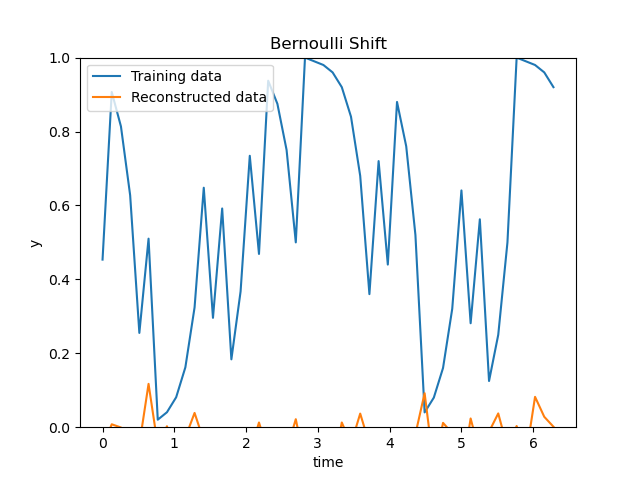 Bernoulli Shift
Training data
Reconstructed data
y
1.0
0.8
0.6
0.4
0.2
0.0
0 1 2 3 4 5 6
time